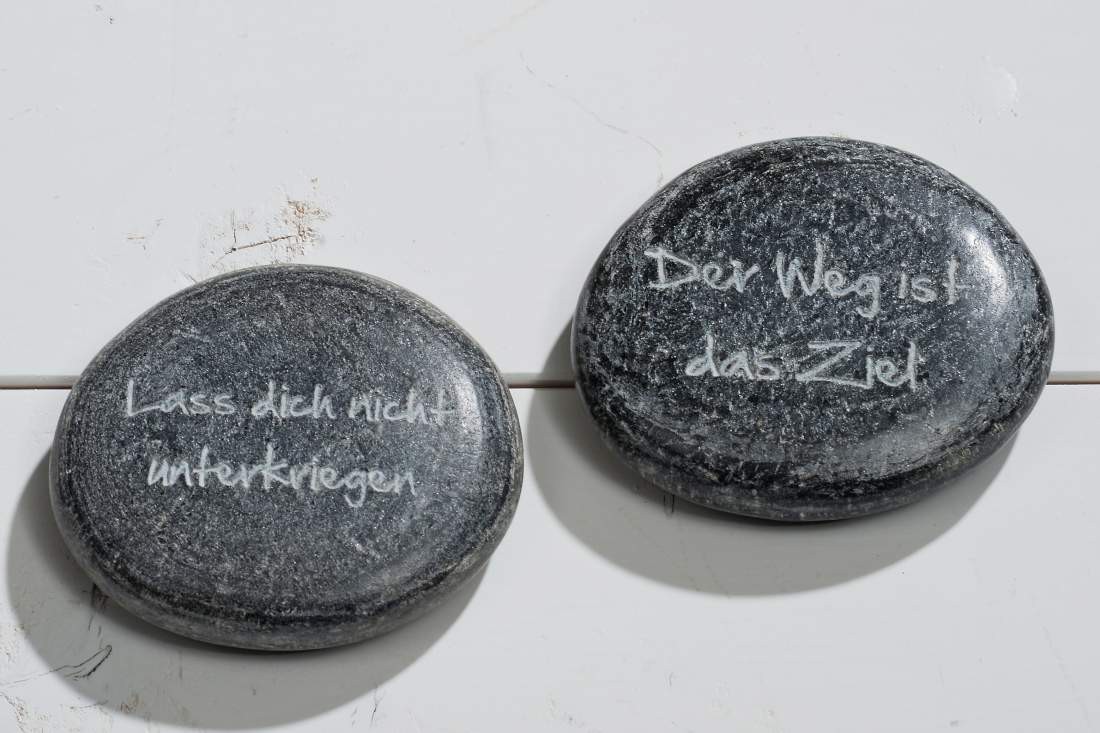 Lass dich nicht
unterkriegen
Der Weg ist
das Ziel